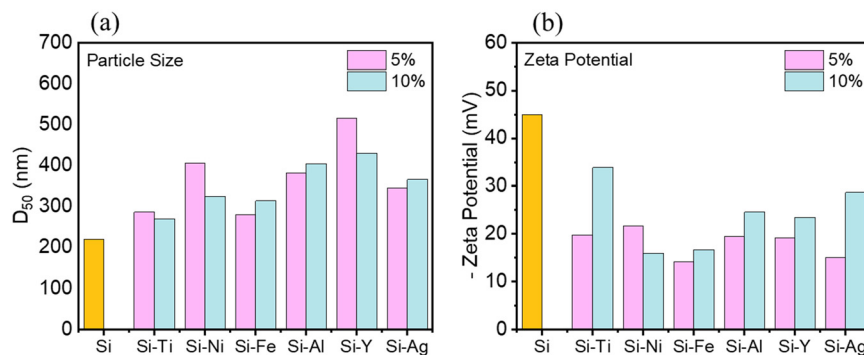 (a)
Particle Size
5%
10%
D50 (nm)
700
600
500
400
300
200
100
0
Si Si-Ti Si-Ni Si-Fe Si-Al Si-Y Si-Ag
(b)
Zeta Potential
5%
10%
- Zeta Potential (mV)
60
50
40
30
20
10
0
Si Si-Ti Si-Ni Si-Fe Si-Al Si-Y Si-Ag